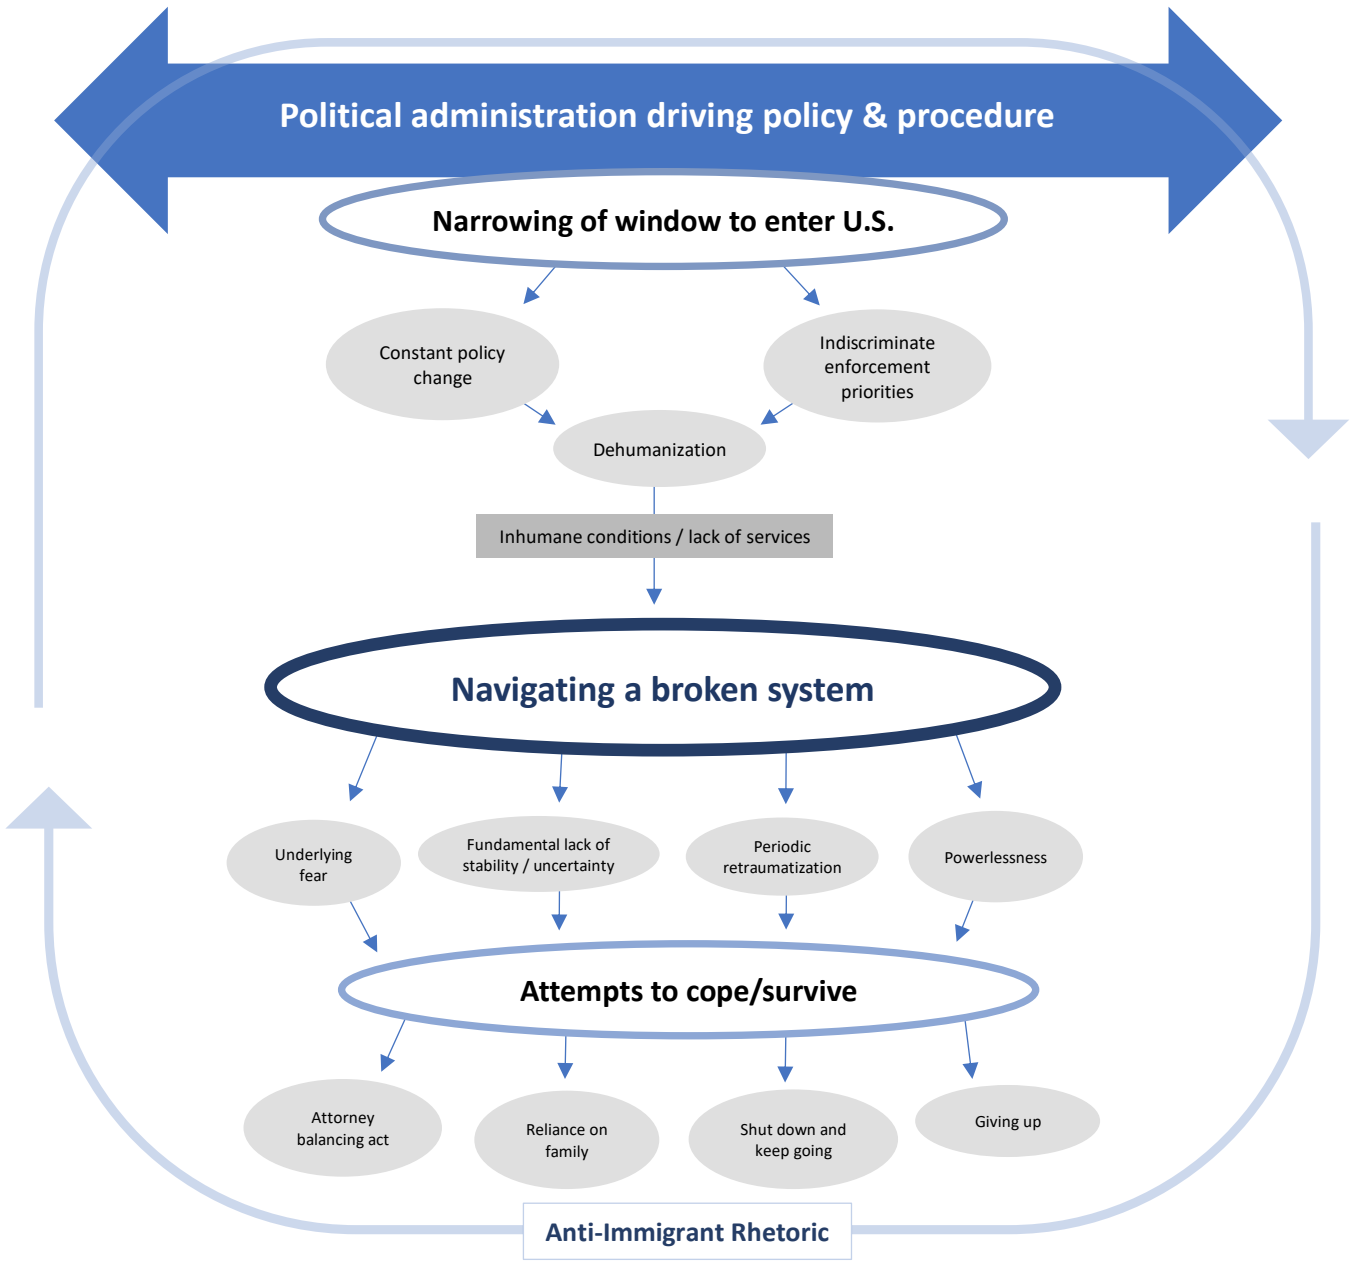 Political administration driving policy & procedure
Narrowing of window to enter U.S.
Constant policy
change
Indiscriminate
enforcement
priorities
Dehumanization
Inhumane conditions / lack of services
Navigating a broken system
Underlying
fear
Fundamental lack of
stability / uncertainty
Periodic
retraumatization
Powerlessness
Attempts to cope/survive
Attorney
balancing act
Reliance on
family
Shut down and
keep going
Giving up
Anti-Immigrant Rhetoric